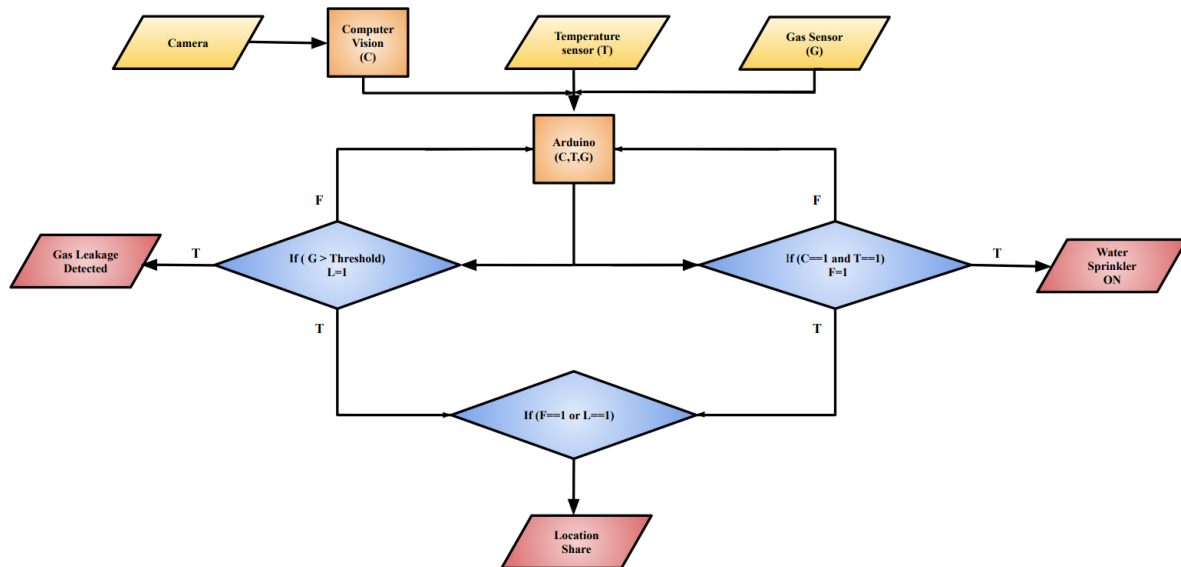 Camera
Computer
Vision
(C)
Temperature
sensor (T)
Gas Sensor
(G)
Arduino
(C,T,G)
F
F
T
Gas Leakage
Detected
If ( G > Threshold)
L=1
If (C==1 and T==1)
F=1
T
Water
Sprinkler
ON
T
T
If (F==1 or L==1)
Location
Share